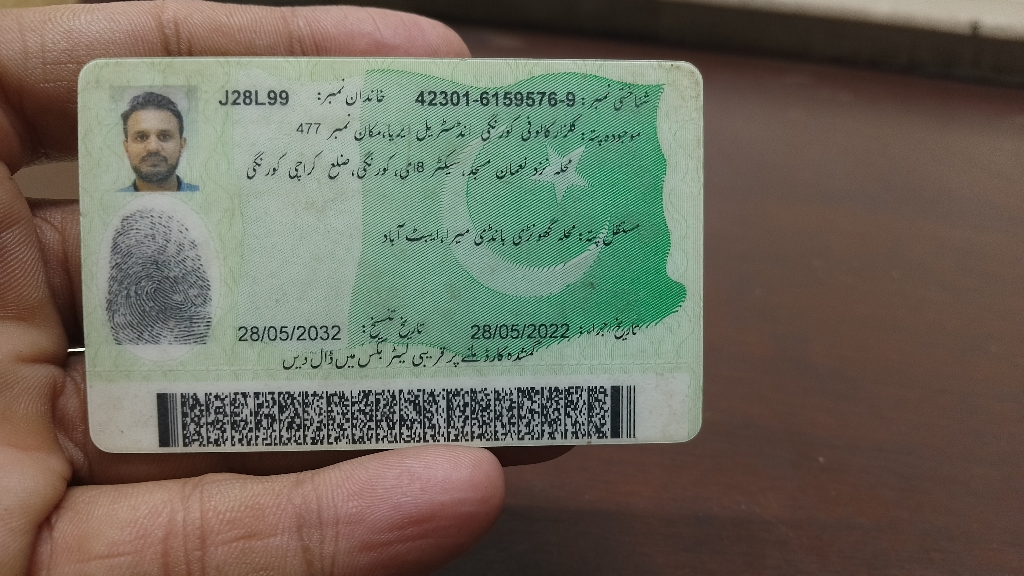 شناختی نمبر: 42301-6159576-9 خاندان نمبر: J28L99
موجودہ پتہ: گلزار کالونی کورنگی انڈسٹریل ایریا، مکان نمبر 477
محلہ نزد نعمان مسجد، سیکٹر 8ای، کورنگی، ضلع کراچی کورنگی
مستقل پتہ: محلہ بانڈی میرا، ایبٹ آباد
تاریخ اجراء: 28/05/2022 تاریخ تنسیخ: 28/05/2032
گمشدہ کارڈ ملنے پر قریبی لیٹر بکس میں ڈال دیں